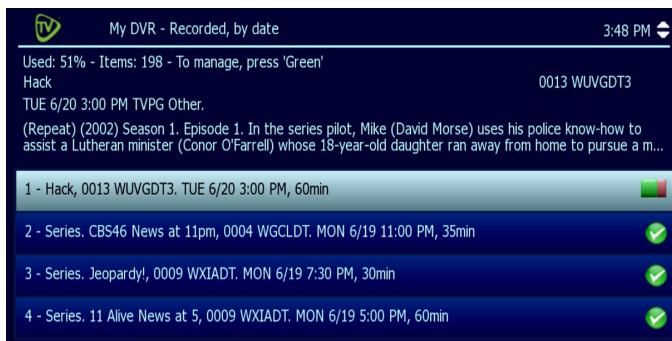 TV
My DVR - Recorded, by date
3:48 PM
Used: 51% - Items: 198 - To manage, press 'Green'
Hack
0013 WUVGDT3
TUE 6/20 3:00 PM TVPG Other.
(Repeat) (2002) Season 1. Episode 1. In the series pilot, Mike (David Morse) uses his police know-how to
assist a Lutheran minister (Conor O'Farrell) whose 18-year-old daughter ran away from home to pursue a m...
1 - Hack, 0013 WUVGDT3. TUE 6/20 3:00 PM, 60min
2 - Series. CBS46 News at 11pm, 0004 WGCLDT. MON 6/19 11:00 PM, 35min
3 - Series. Jeopardy!, 0009 WXIADT. MON 6/19 7:30 PM, 30min
4 - Series. 11 Alive News at 5, 0009 WXIADT. MON 6/19 5:00 PM, 60min